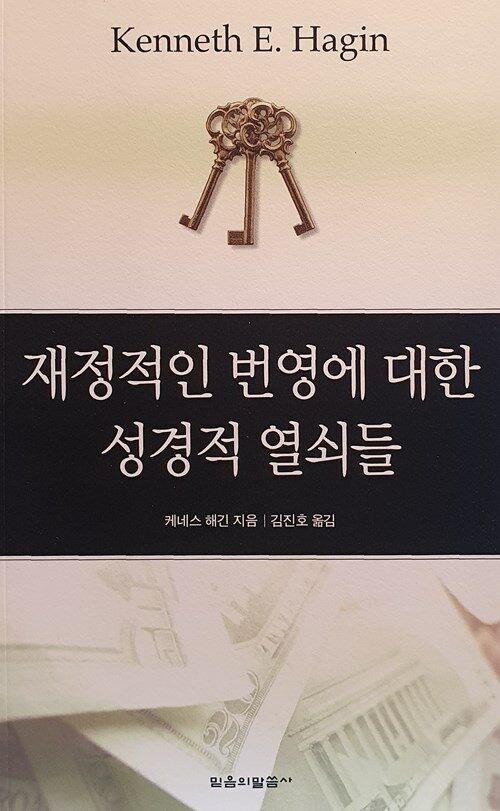 Kenneth E. Hagin
재정적인 번영에 대한
성경적 열쇠들
케네스 해긴 지음 | 김진호 옮김
믿음의말씀사